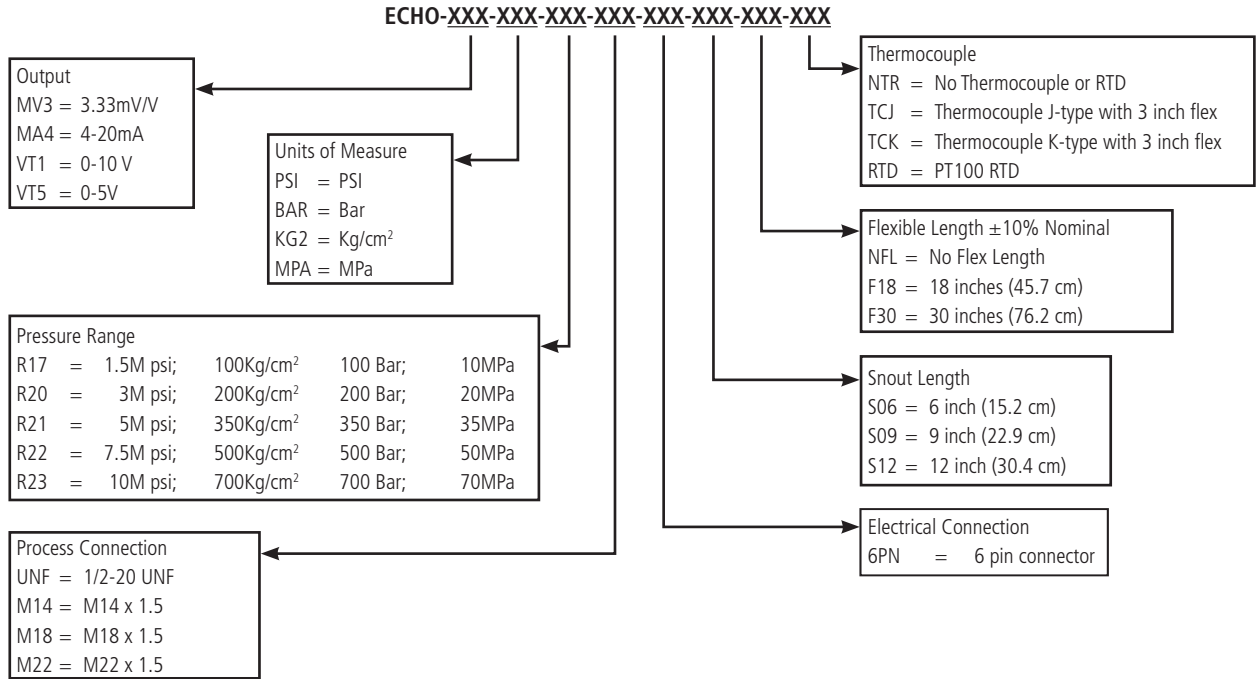 ECHO-XXX-XXX-XXX-XXX-XXX-XXX-XXX-XXX
Output
MV3 = 3.33mV/V
MA4 = 4-20mA
VT1 = 0-10 V
VT5 = 0-5V
Units of Measure
PSI = PSI
BAR = Bar
KG2 = Kg/cm²
MPA = MPa
Pressure Range
R17 = 1.5M psi; 100Kg/cm² 100 Bar; 10MPa
R20 = 3M psi; 200Kg/cm² 200 Bar; 20MPa
R21 = 5M psi; 350Kg/cm² 350 Bar; 35MPa
R22 = 7.5M psi; 500Kg/cm² 500 Bar; 50MPa
R23 = 10M psi; 700Kg/cm² 700 Bar; 70MPa
Process Connection
UNF = 1/2-20 UNF
M14 = M14 x 1.5
M18 = M18 x 1.5
M22 = M22 x 1.5
Thermocouple
NTR = No Thermocouple or RTD
TCJ = Thermocouple J-type with 3 inch flex
TCK = Thermocouple K-type with 3 inch flex
RTD = PT100 RTD
Flexible Length ±10% Nominal
NFL = No Flex Length
F18 = 18 inches (45.7 cm)
F30 = 30 inches (76.2 cm)
Snout Length
S06 = 6 inch (15.2 cm)
S09 = 9 inch (22.9 cm)
S12 = 12 inch (30.4 cm)
Electrical Connection
6PN = 6 pin connector